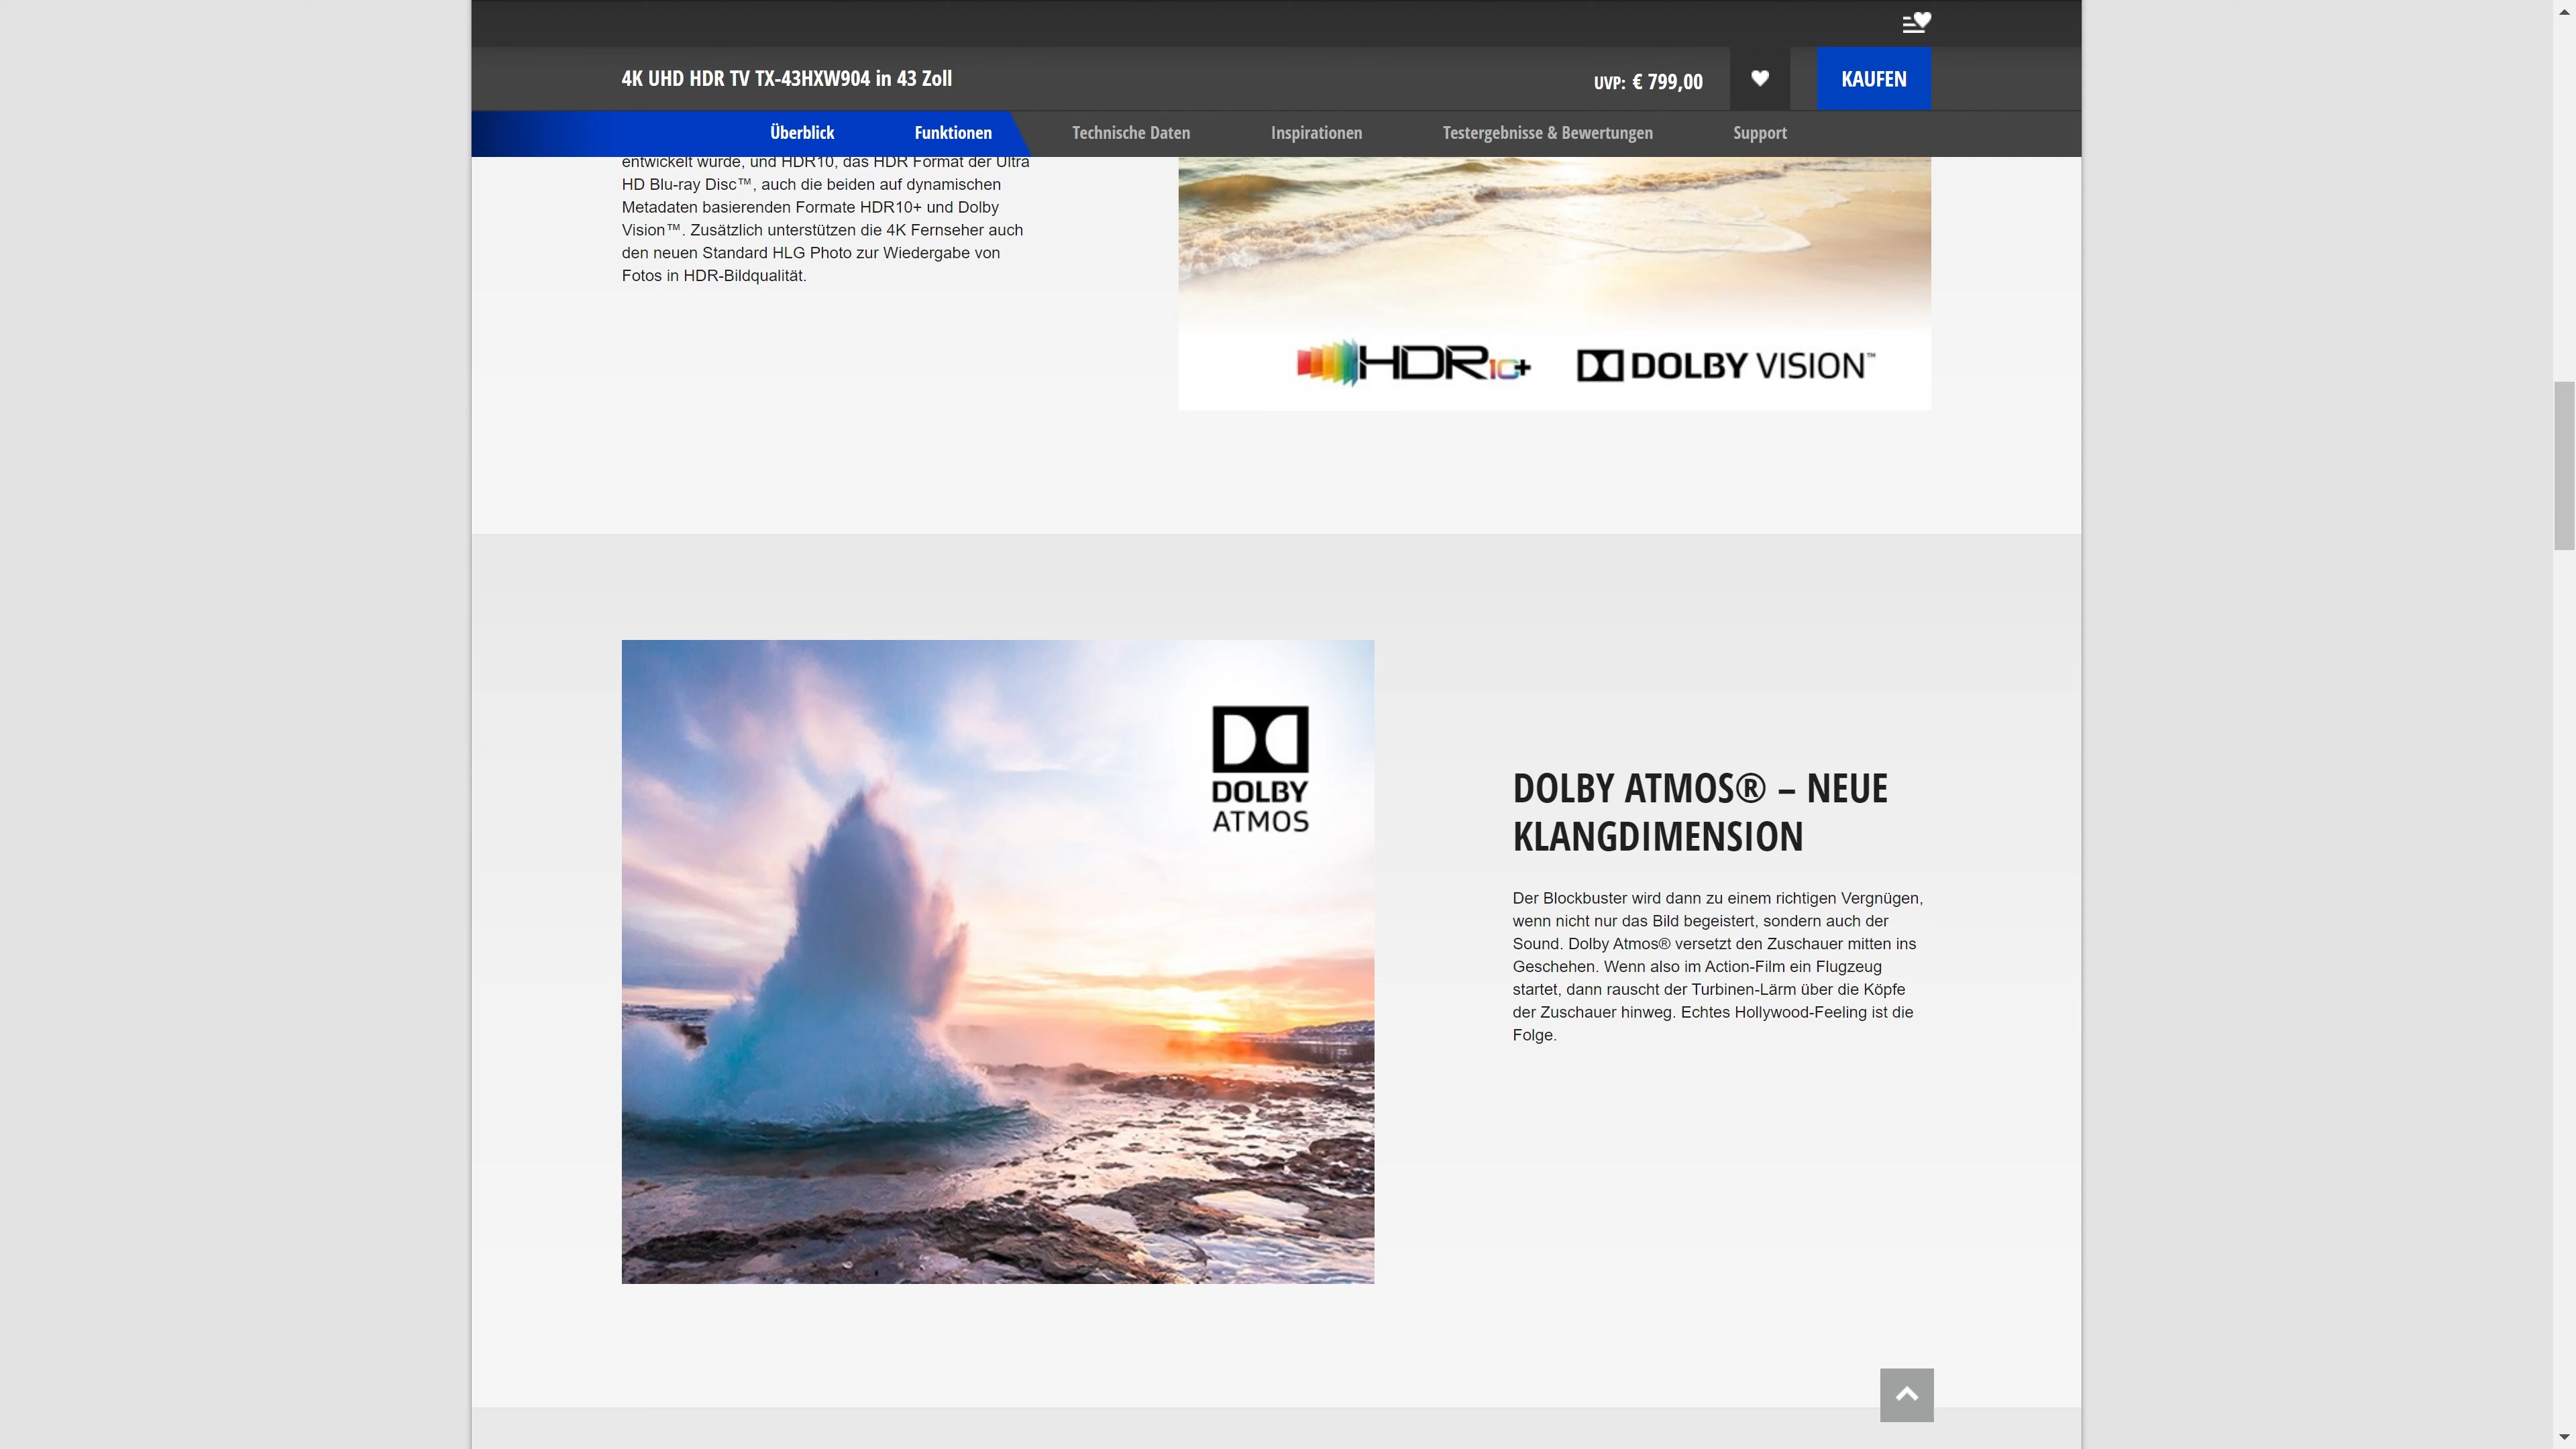 4K UHD HDR TV TX-43HXW904 in 43 Zoll
UVP: € 799,00
KAUFEN
Überblick
Funktionen
Technische Daten
Inspirationen
Testergebnisse & Bewertungen
Support
entwickelt wurde, und HDR10, das HDR Format der Ultra
HD Blu-ray Disc™, auch die beiden auf dynamischen
Metadaten basierenden Formate HDR10+ und Dolby
Vision™. Zusätzlich unterstützen die 4K Fernseher auch
den neuen Standard HLG Photo zur Wiedergabe von
Fotos in HDR-Bildqualität.
HDR10+
DOLBY VISION™
DOLBY
ATMOS
DOLBY ATMOS® – NEUE
KLANGDIMENSION
Der Blockbuster wird dann zu einem richtigen Vergnügen,
wenn nicht nur das Bild begeistert, sondern auch der
Sound. Dolby Atmos® versetzt den Zuschauer mitten ins
Geschehen. Wenn also im Action-Film ein Flugzeug
startet, dann rauscht der Turbinen-Lärm über die Köpfe
der Zuschauer hinweg. Echtes Hollywood-Feeling ist die
Folge.